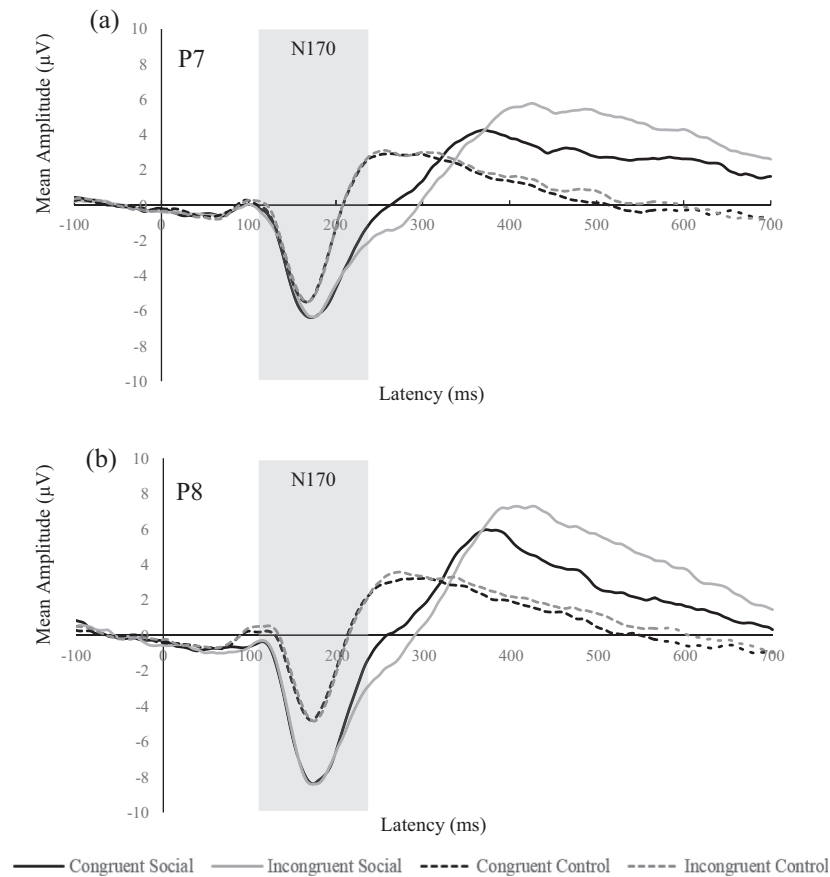 (a)
P7
N170
Mean Amplitude (µV)
10
8
6
4
2
0
-2
-4
-6
-8
-10
-100 0 100 200 300 400 500 600 700
Latency (ms)
(b)
P8
N170
Mean Amplitude (µV)
10
8
6
4
2
0
-2
-4
-6
-8
-10
-100 0 100 200 300 400 500 600 700
Latency (ms)
Congruent Social Incongruent Social Congruent Control Incongruent Control